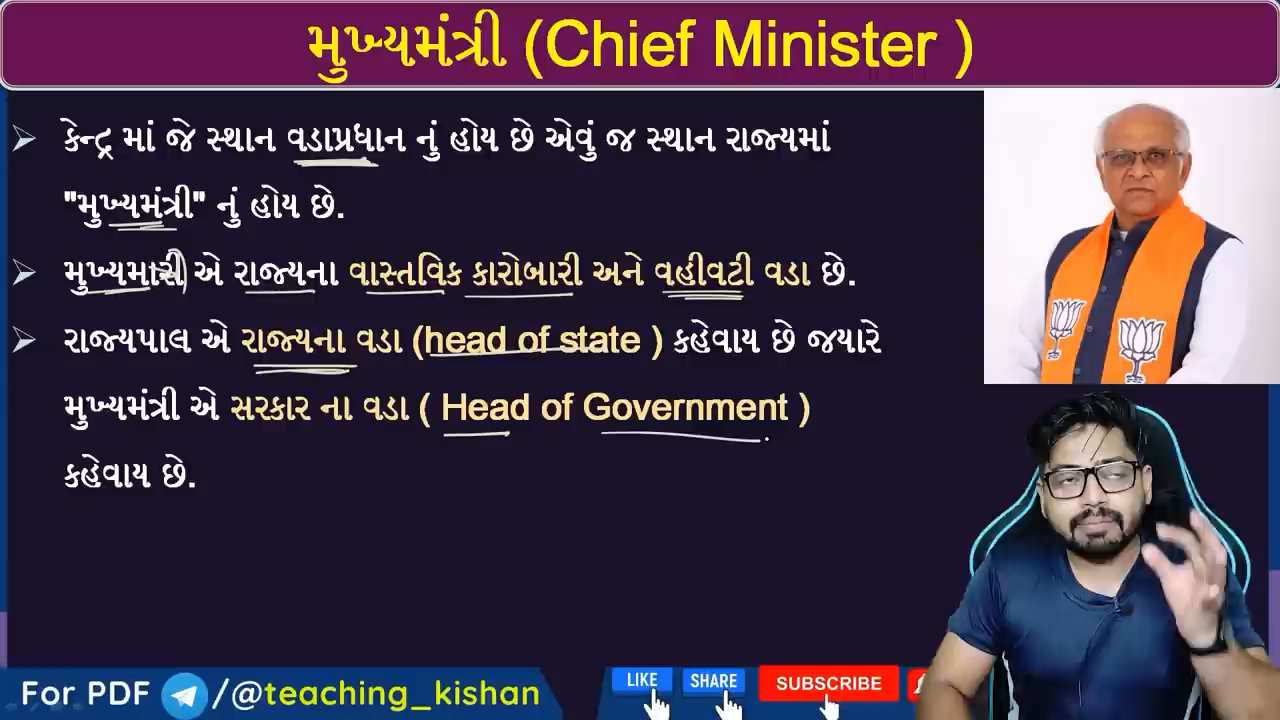 મુખ્યમંત્રી (Chief Minister )
કેન્દ્ર માં જે સ્થાન વડાપ્રધાન નું હોય છે એવું જ સ્થાન રાજ્યમાં
"મુખ્યમંત્રી" નું હોય છે.
એ રાજ્યના વાસ્તવિક કારોબારી અને વહીવટી વડા છે.
રાજ્યપાલ એ રાજ્યના વડા (head of state ) કહેવાય છે જયારે
મુખ્યમંત્રી એ સરકાર ના વડા ( Head of Government )
કહેવાય છે.
For PDF /@teaching_kishan
LIKE SHARE SUBSCRIBE